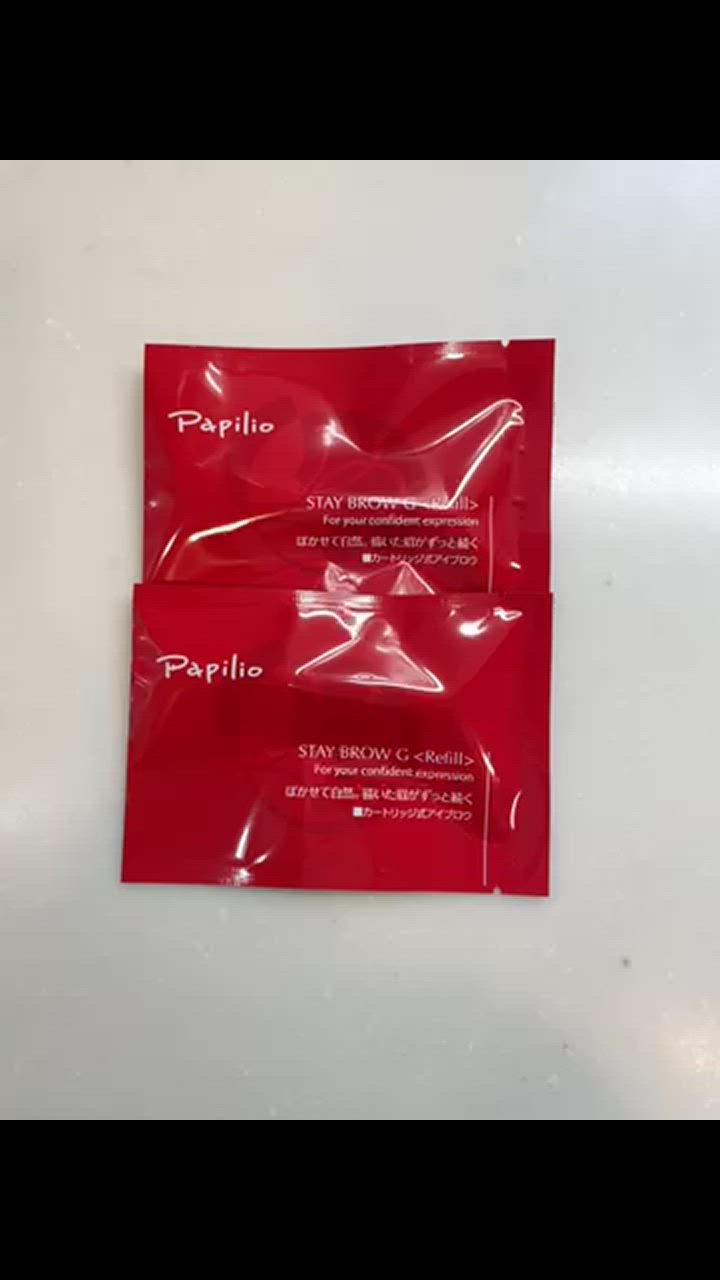 Papilio
STAY BROW G <Refill>
For your confident expression
ぼかせて自然。描いた眉がずっと続く
■カートリッジ式アイブロウ
Papilio
STAY BROW G <Refill>
For your confident expression
ぼかせて自然。描いた眉がずっと続く
■カートリッジ式アイブロウ